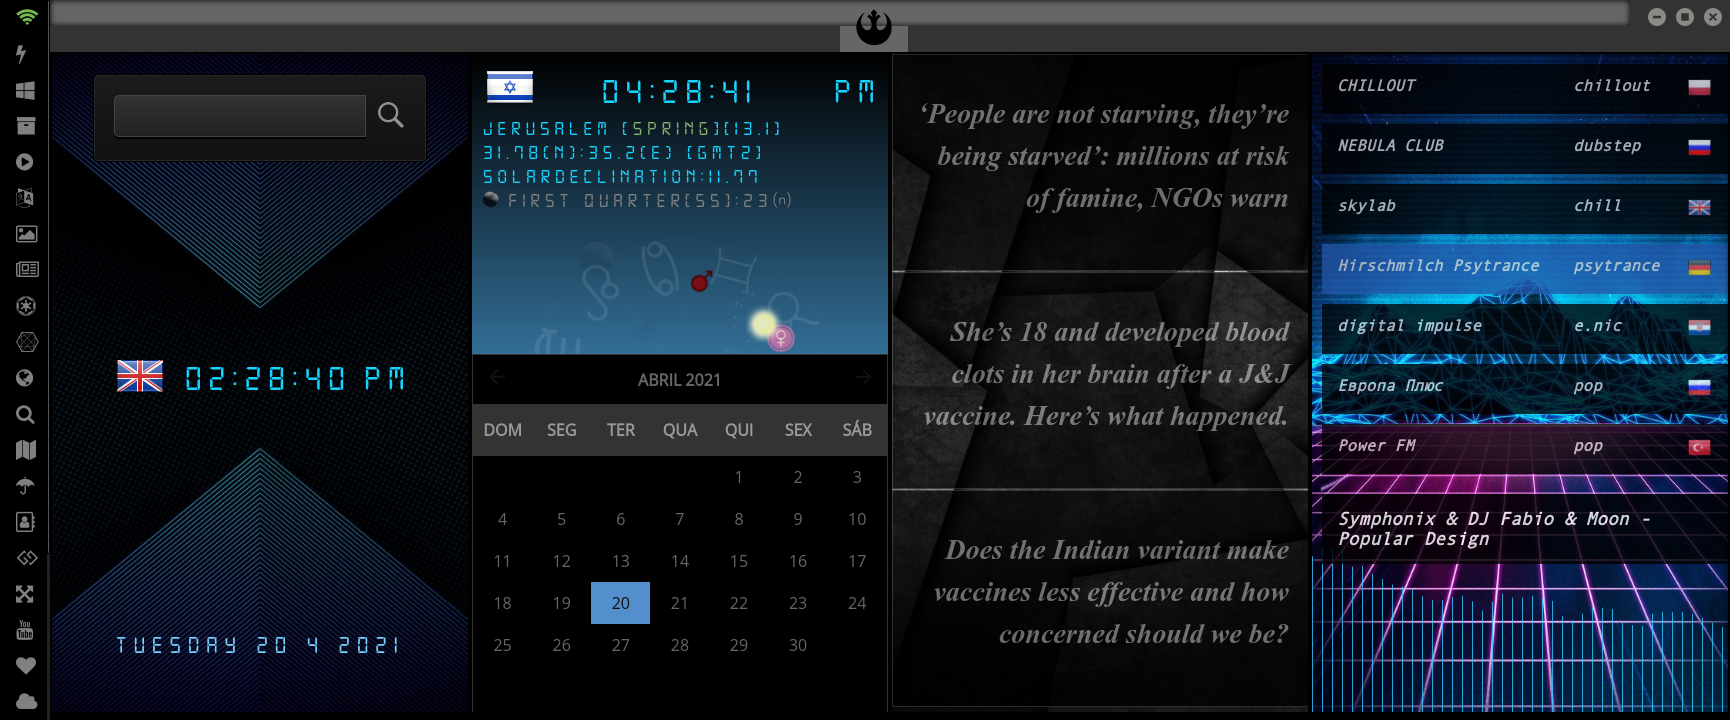 02:28:40 PM
TUESDAY 20 4 2021
04:28:41 PM
JERUSALEM [SPRING][13.1]
31.78(N):35.2(E) [GMT2]
SOLARDECLINATION:11.77
FIRST QUARTER(55):23(n)
ABRIL 2021
DOM SEG TER QUA QUI SEX SÁB
1 2 3
4 5 6 7 8 9 10
11 12 13 14 15 16 17
18 19 20 21 22 23 24
25 26 27 28 29 30
‘People are not starving, they’re
being starved’: millions at risk
of famine, NGOs warn
She’s 18 and developed blood
clots in her brain after a J&J
vaccine. Here’s what happened.
Does the Indian variant make
vaccines less effective and how
concerned should we be?
CHILLOUT chillout
NEBULA CLUB dubstep
skylab chill
Hirschmilch Psytrance psytrance
digital impulse e.nic
Европа Плюс pop
Power FM pop
Symphonix & DJ Fabio & Moon -
Popular Design
You
Tube